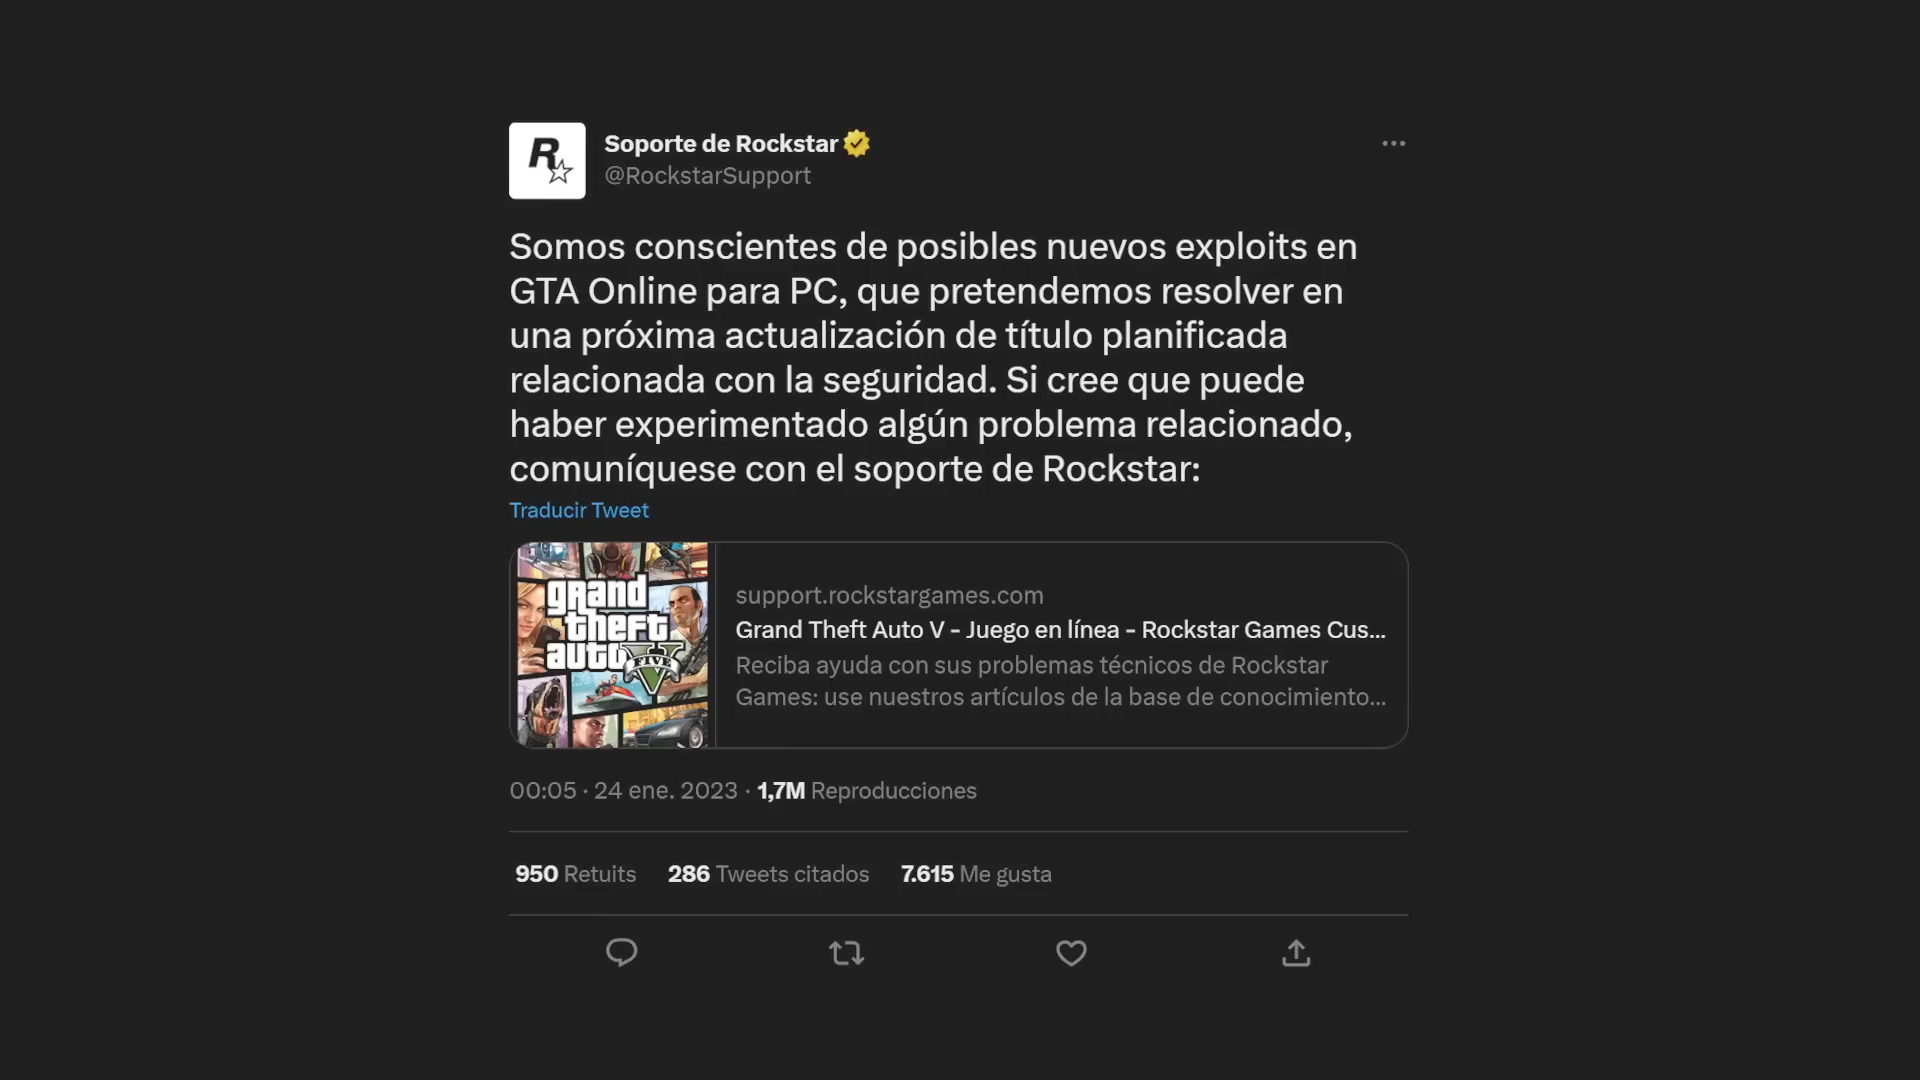 R
Soporte de Rockstar
@RockstarSupport
Somos conscientes de posibles nuevos exploits en
GTA Online para PC, que pretendemos resolver en
una próxima actualización de título planificada
relacionada con la seguridad. Si cree que puede
haber experimentado algún problema relacionado,
comuníquese con el soporte de Rockstar:
Traducir Tweet
grand
theft
auto
FIVE
V
support.rockstargames.com
Grand Theft Auto V - Juego en línea - Rockstar Games Cus...
Reciba ayuda con sus problemas técnicos de Rockstar
Games: use nuestros artículos de la base de conocimiento...
00:05 · 24 ene. 2023 · 1,7M Reproducciones
950 Retuits 286 Tweets citados 7.615 Me gusta